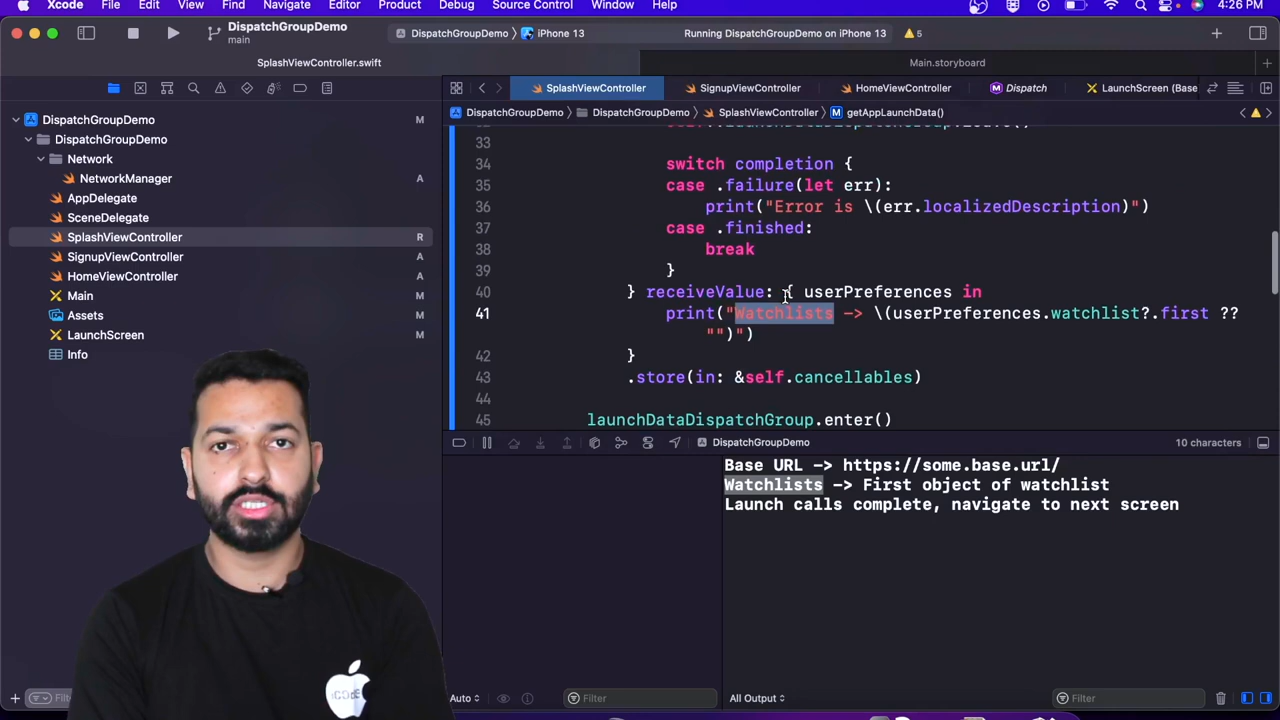 Xcode File Edit View Navigate Editor Product Debug Source Control Window Help 4:26 PM
DispatchGroupDemo
main
DispatchGroupDemo 〉 iPhone 13
Running DispatchGroupDemo on iPhone 13
5
SplashViewController.swift
Main.storyboard
SplashViewController
SignupViewController
HomeViewController
Dispatch
LaunchScreen (Base
DispatchGroupDemo 〉 DispatchGroupDemo 〉 SplashViewController 〉 M getAppLaunchData()
DispatchGroupDemo M
DispatchGroupDemo
Network
NetworkManager A
AppDelegate
SceneDelegate
SplashViewController R
SignupViewController A
HomeViewController A
Main M
Assets M
LaunchScreen M
Info
33
34 switch completion {
35 case .failure(let err):
36 print("Error is \(err.localizedDescription)")
37 case .finished:
38 break
39 }
40 } receiveValue: { userPreferences in
41 print("Watchlists -> \(userPreferences.watchlist?.first ??
"")")
42 }
43 .store(in: &self.cancellables)
44
45 launchDataDispatchGroup.enter()
DispatchGroupDemo
10 characters
Base URL -> https://some.base.url/
Watchlists -> First object of watchlist
Launch calls complete, navigate to next screen
Auto
Filter
All Output
Filter